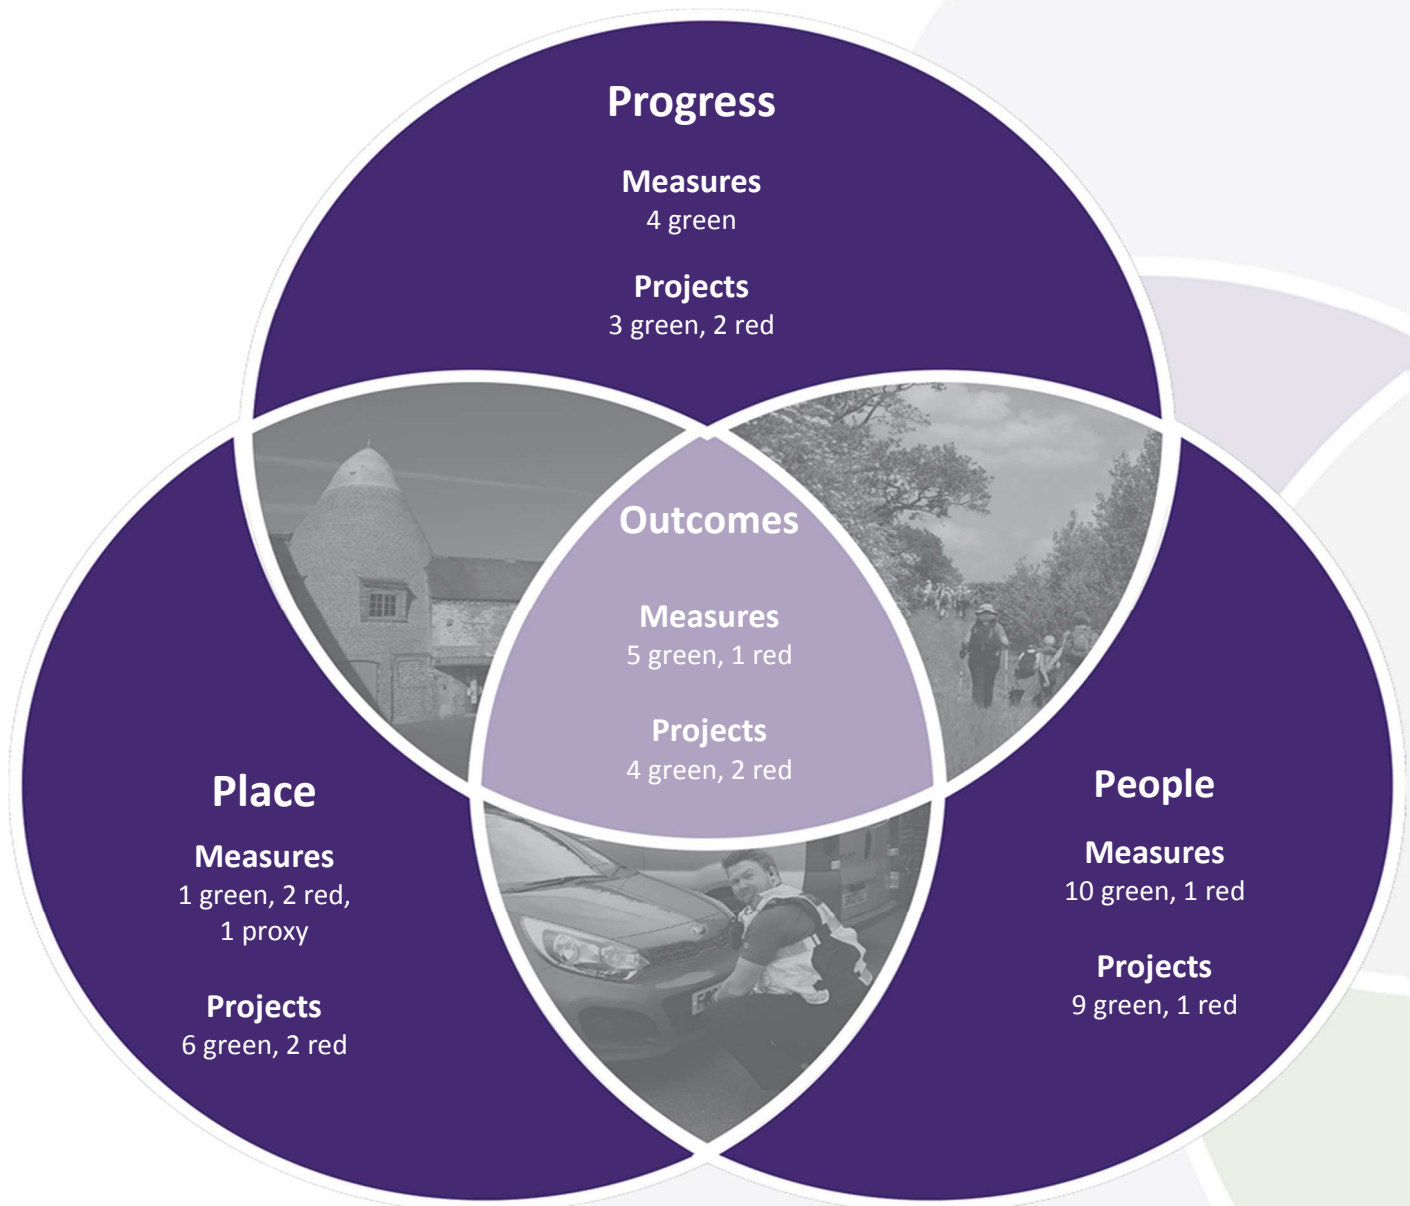 Progress
Measures
4 green
Projects
3 green, 2 red
Outcomes
Measures
5 green, 1 red
Projects
4 green, 2 red
Place
Measures
1 green, 2 red,
1 proxy
Projects
6 green, 2 red
People
Measures
10 green, 1 red
Projects
9 green, 1 red